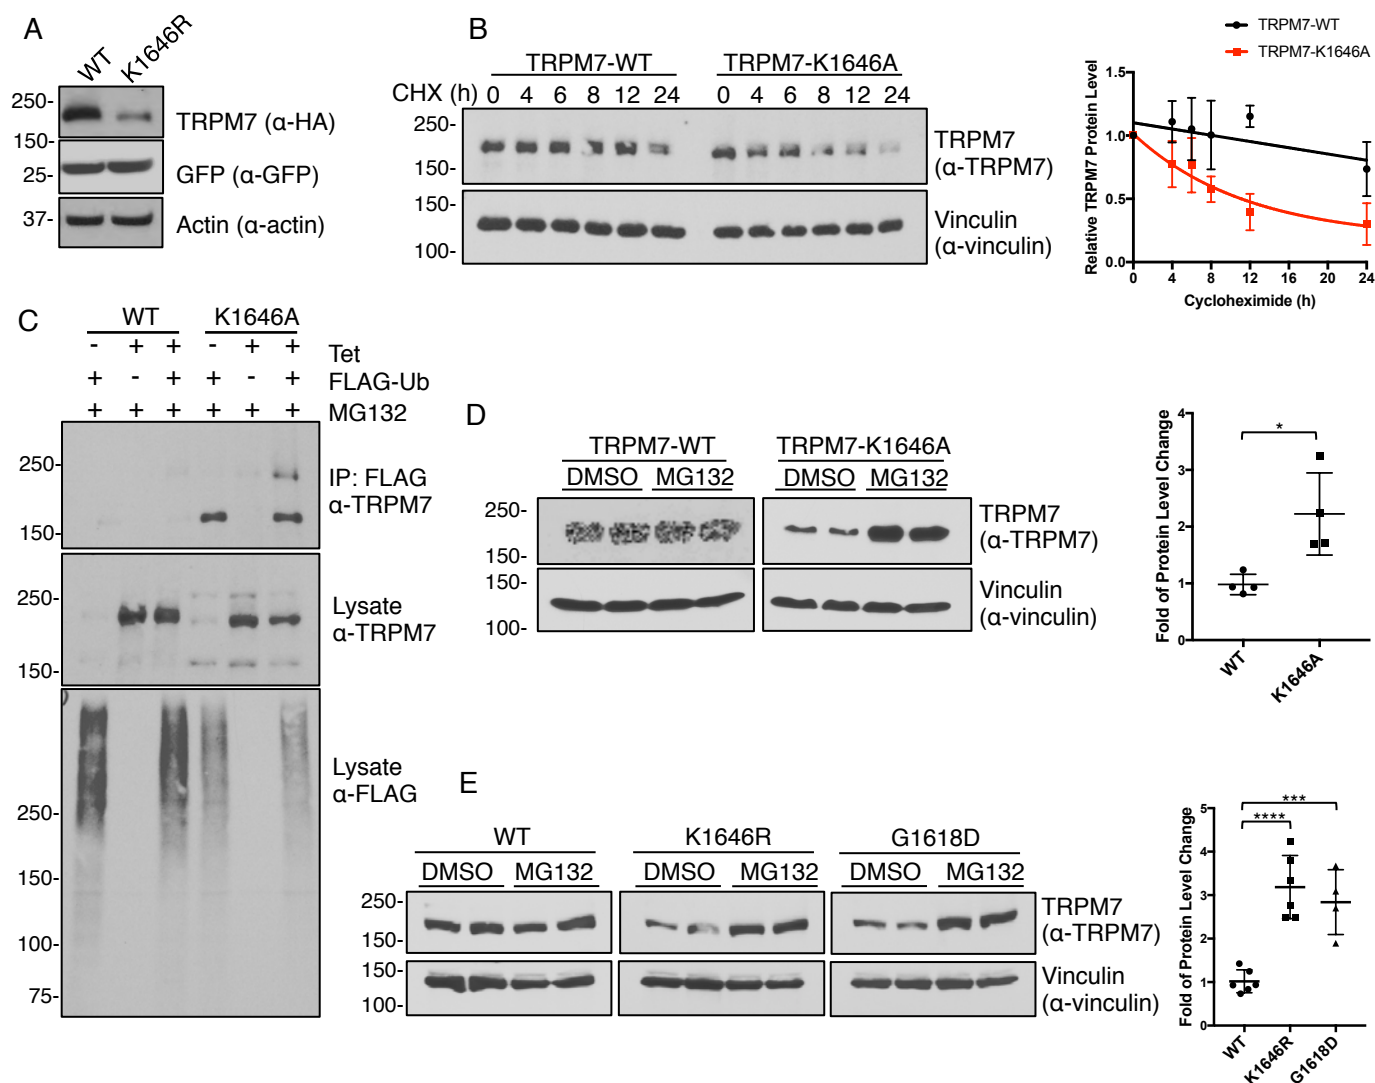 A
WT K1646R
250-
150-
25-
37-
TRPM7 (α-HA)
GFP (α-GFP)
Actin (α-actin)
B
TRPM7-WT TRPM7-K1646A
CHX (h) 0 4 6 8 12 24 0 4 6 8 12 24
250-
150-
TRPM7
(α-TRPM7)
150-
100-
Vinculin
(α-vinculin)
TRPM7-WT
TRPM7-K1646A
Relative TRPM7 Protein Level
1.5
1.0
0.5
0.0
0 4 8 12 16 20 24
Cycloheximide (h)
C
WT K1646A
- + + - + + Tet
+ - + + - + FLAG-Ub
+ + + + + + MG132
250-
150-
IP: FLAG
α-TRPM7
250-
150-
Lysate
α-TRPM7
250-
150-
100-
75-
Lysate
α-FLAG
D
TRPM7-WT TRPM7-K1646A
DMSO MG132 DMSO MG132
250-
150-
TRPM7
(α-TRPM7)
150-
100-
Vinculin
(α-vinculin)
Fold of Protein Level Change
4
3
2
1
0
*
WT K1646A
E
WT K1646R G1618D
DMSO MG132 DMSO MG132 DMSO MG132
250-
150-
TRPM7
(α-TRPM7)
150-
100-
Vinculin
(α-vinculin)
Fold of Protein Level Change
5
4
3
2
1
0
***
****
WT K1646R G1618D